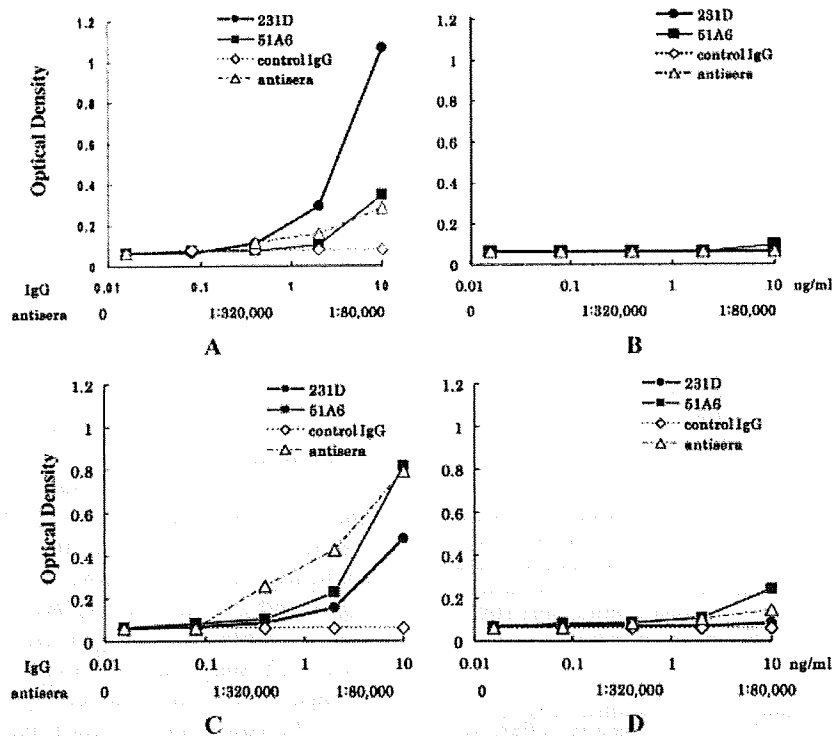 231D
51A6
control IgG
antisera
Optical Density
1.2
1
0.8
0.6
0.4
0.2
0
IgG 0.01 0.1 1 10
antisera 0 1:320,000 1:80,000
A
231D
51A6
control IgG
antisera
1.2
1
0.8
0.6
0.4
0.2
0
0.01 0.1 1 10 ug/ml
0 1:320,000 1:80,000
B
231D
51A6
control IgG
antisera
Optical Density
1.2
1
0.8
0.6
0.4
0.2
0
IgG 0.01 0.1 1 10
antisera 0 1:320,000 1:80,000
C
231D
51A6
control IgG
antisera
1.2
1
0.8
0.6
0.4
0.2
0
0.01 0.1 1 10 ng/ml
0 1:320,000 1:80,000
D